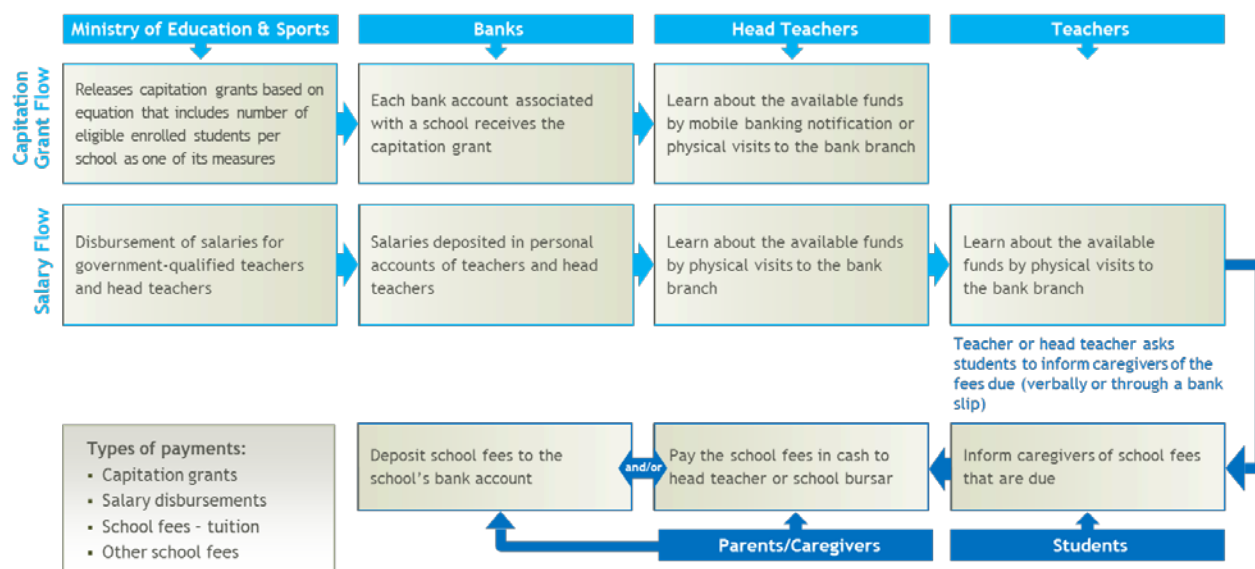 Ministry of Education & Sports
Banks
Head Teachers
Teachers
Capitation
Grant Flow
Releases capitation grants based on
equation that includes number of
eligible enrolled students per
school as one of its measures
Each bank account associated
with a school receives the
capitation grant
Learn about the available funds
by mobile banking notification or
physical visits to the bank branch
Salary Flow
Disbursement of salaries for
government-qualified teachers
and head teachers
Salaries deposited in personal
accounts of teachers and head
teachers
Learn about the available funds
by physical visits to the bank
branch
Learn about the available
funds by physical visits to
the bank branch
Teacher or head teacher asks
students to inform caregivers of the
fees due (verbally or through a bank
slip)
Types of payments:
▪ Capitation grants
▪ Salary disbursements
▪ School fees – tuition
▪ Other school fees
Deposit school fees to the
school's bank account
and/or
Pay the school fees in cash to
head teacher or school bursar
Inform caregivers of school fees
that are due
Parents/Caregivers
Students